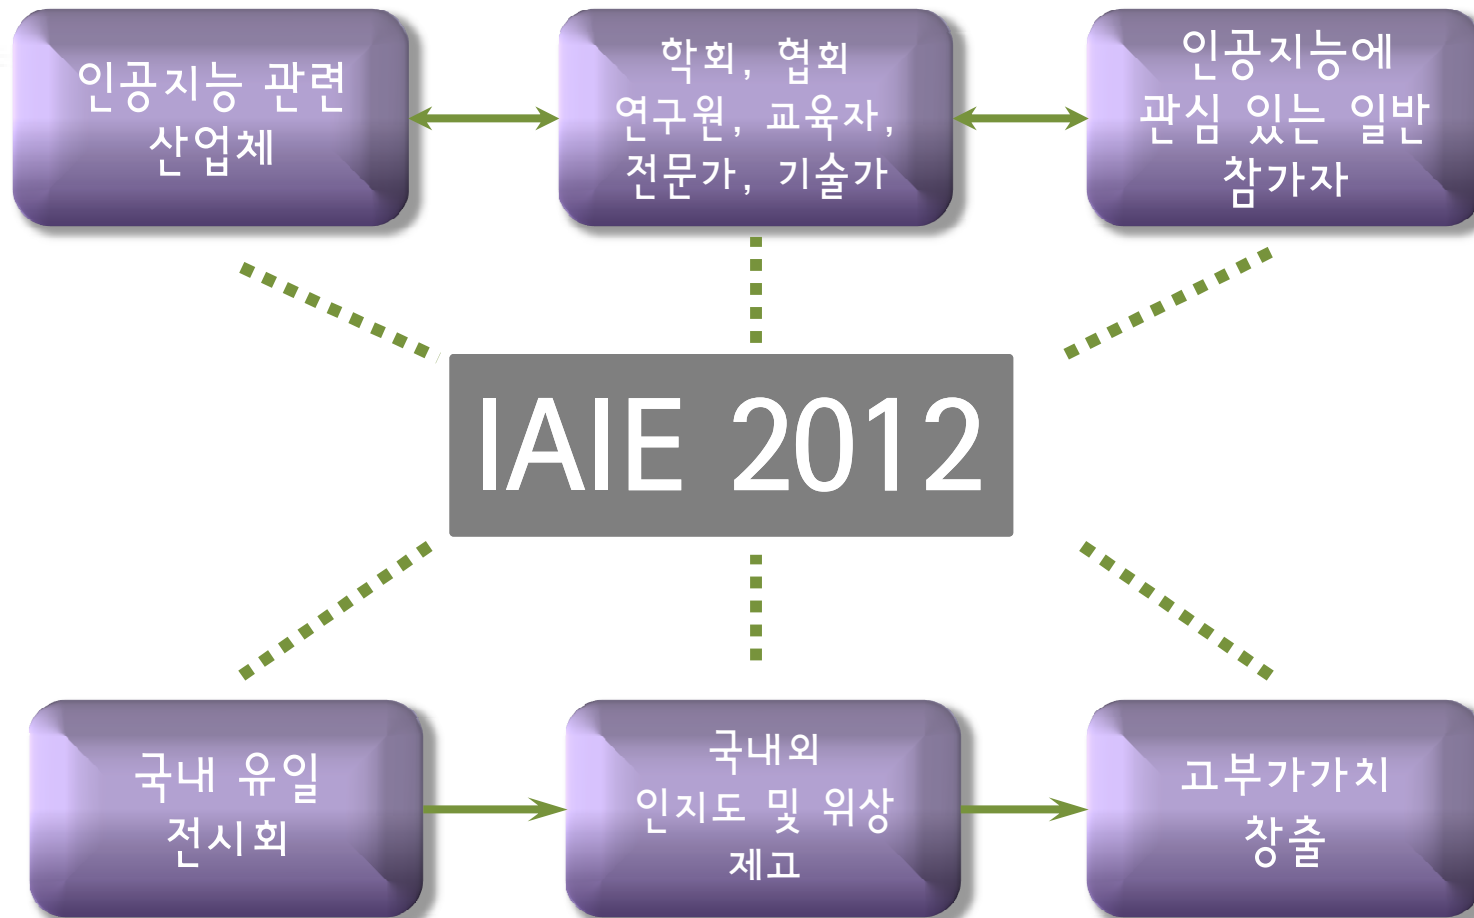 인공지능 관련
산업체
학회, 협회
연구원, 교육자,
전문가, 기술가
인공지능에
관심 있는 일반
참가자
IAIE 2012
국내 유일
전시회
국내외
인지도 및 위상
제고
고부가가치
창출